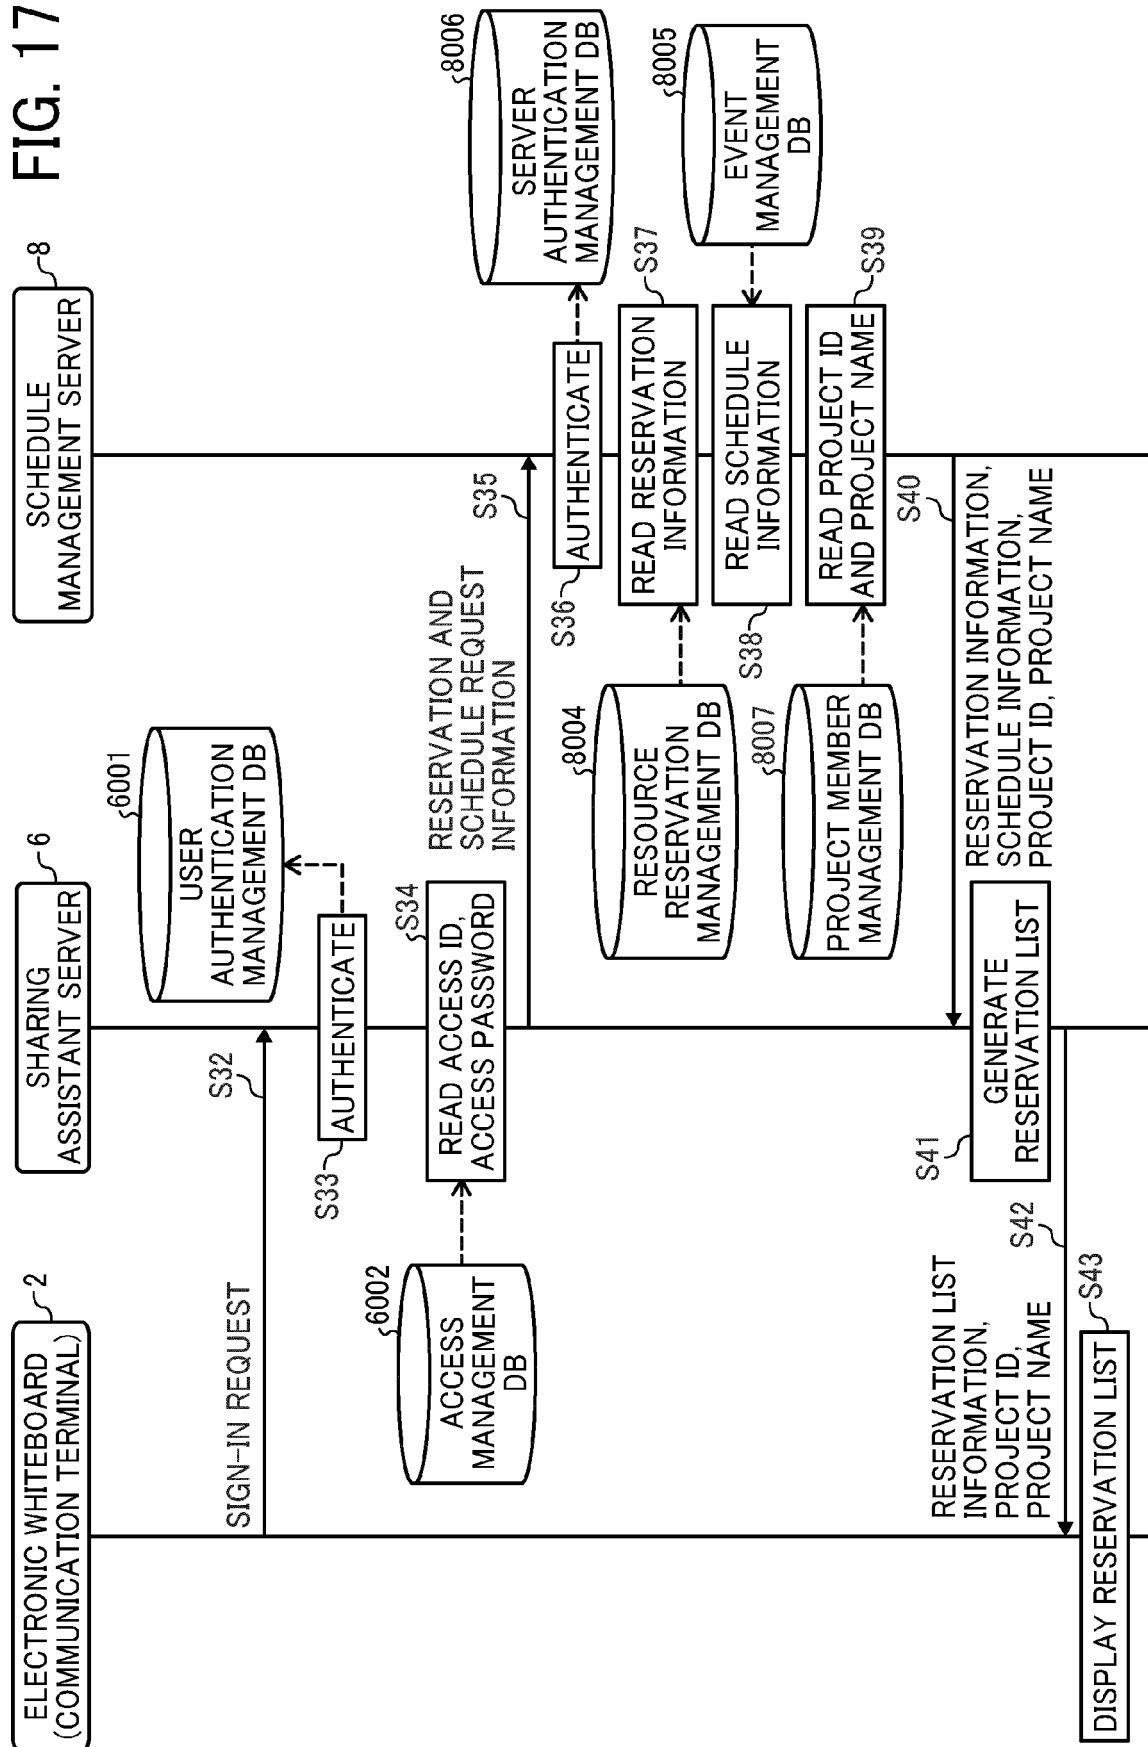 FIG. 17
ELECTRONIC WHITEBOARD
(COMMUNICATION TERMINAL)
2
SHARING
ASSISTANT SERVER
6
SCHEDULE
MANAGEMENT SERVER
8
6001
USER
AUTHENTICATION
MANAGEMENT DB
SIGN-IN REQUEST
S32
S33
AUTHENTICATE
6002
ACCESS
MANAGEMENT
DB
S34
READ ACCESS ID,
ACCESS PASSWORD
RESERVATION AND
SCHEDULE REQUEST
INFORMATION
S35
8006
SERVER
AUTHENTICATION
MANAGEMENT DB
S36
AUTHENTICATE
8004
RESOURCE
RESERVATION
MANAGEMENT DB
S37
READ RESERVATION
INFORMATION
8005
EVENT
MANAGEMENT
DB
S38
READ SCHEDULE
INFORMATION
8007
PROJECT MEMBER
MANAGEMENT DB
S39
READ PROJECT ID
AND PROJECT NAME
S40
RESERVATION INFORMATION,
SCHEDULE INFORMATION,
PROJECT ID, PROJECT NAME
S41
GENERATE
RESERVATION LIST
RESERVATION LIST
INFORMATION,
PROJECT ID,
PROJECT NAME
S42
S43
DISPLAY RESERVATION LIST